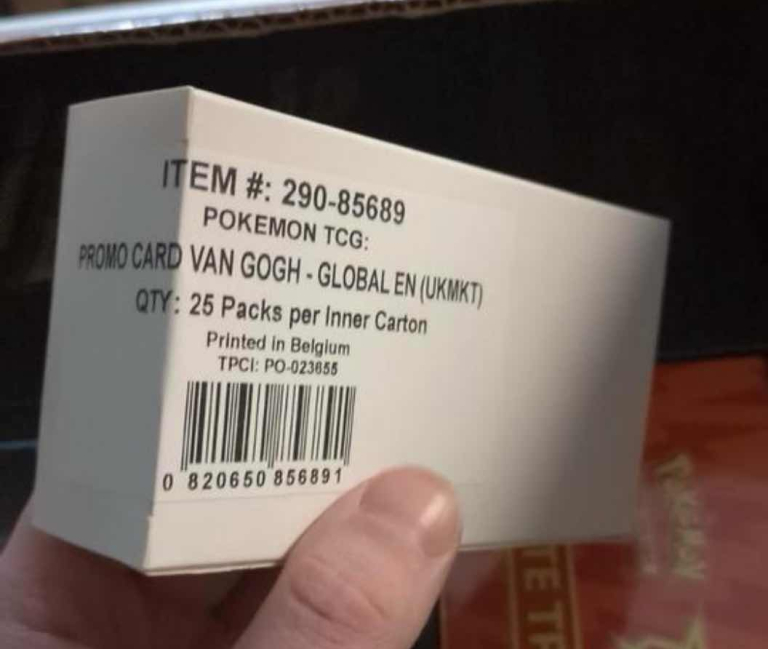 ITEM #: 290-85689
POKEMON TCG:
PROMO CARD VAN GOGH - GLOBAL EN (UKMKT)
QTY: 25 Packs per Inner Carton
Printed in Belgium
TPCI: PO-023655
0 820650 856891